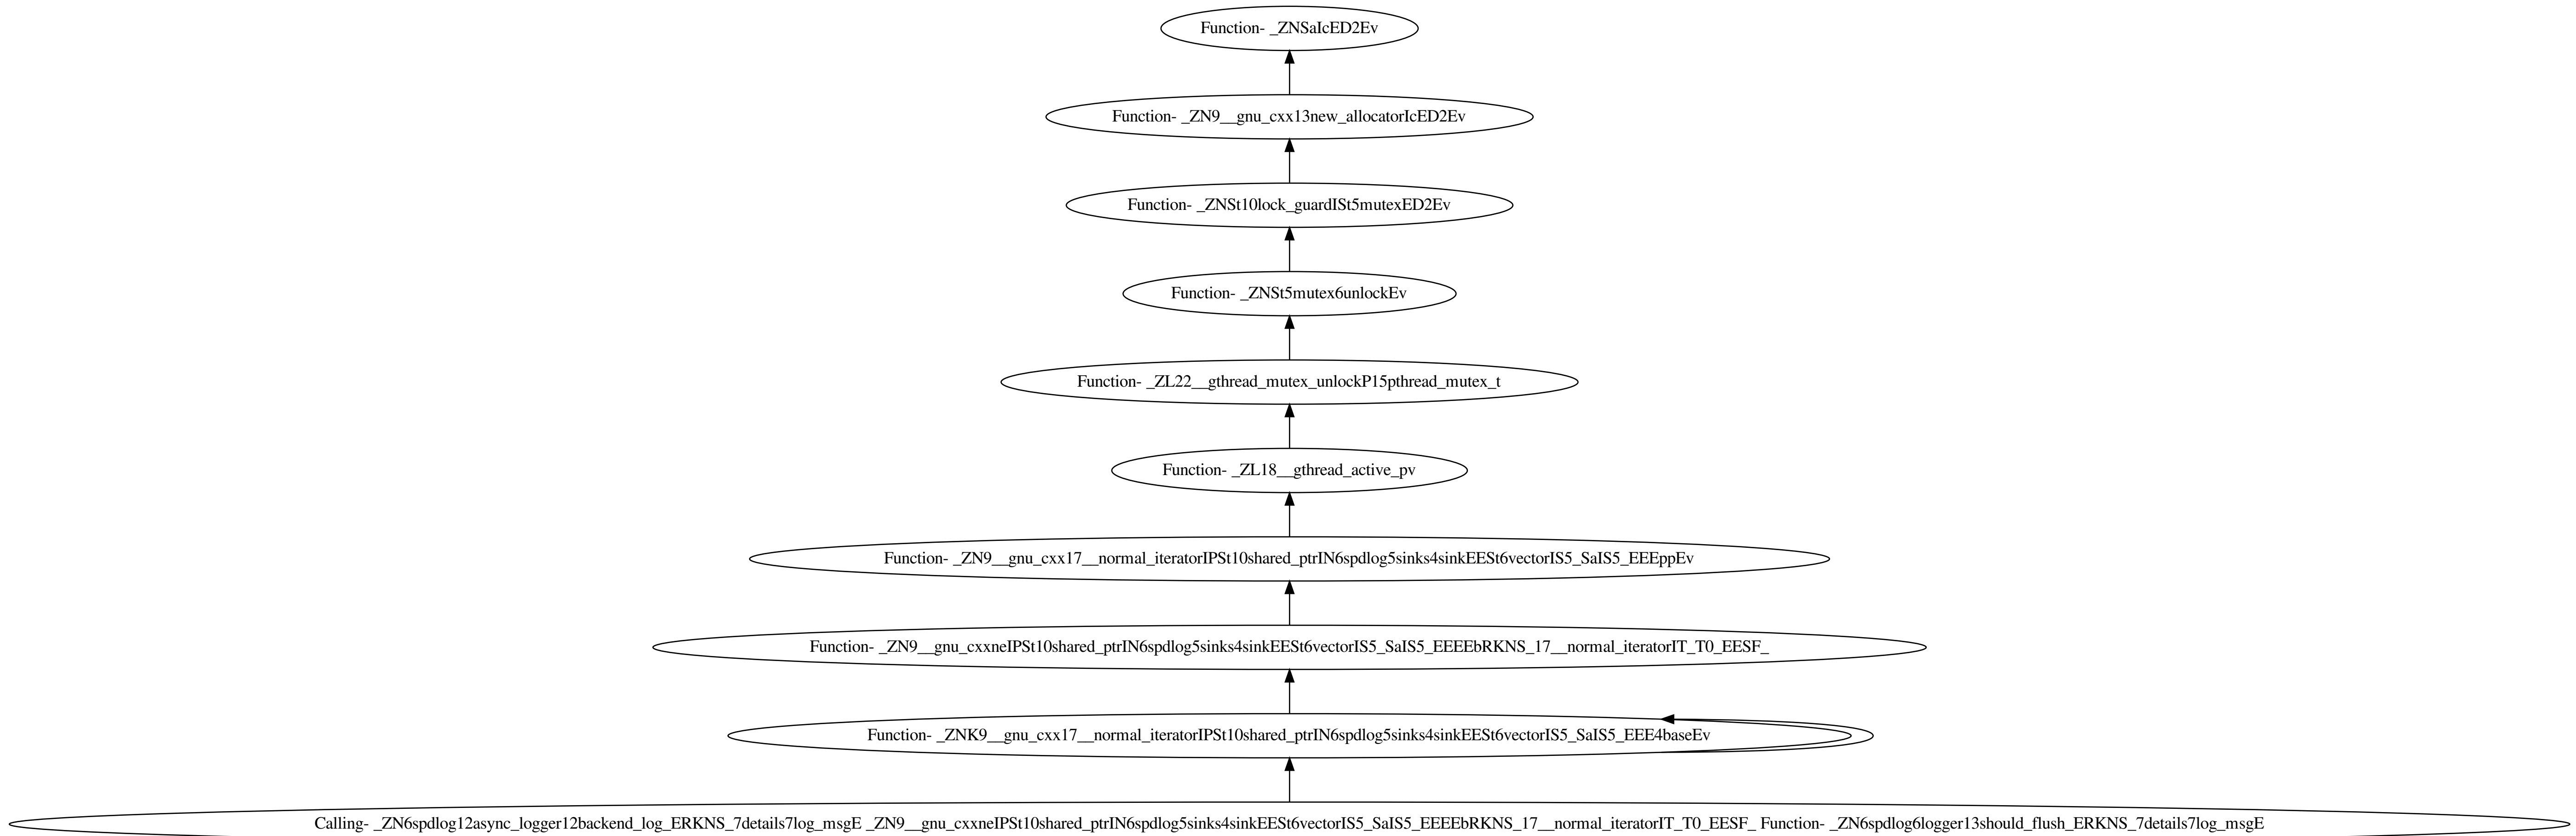 Function- _ZNSaIcED2Ev
Function- _ZN9__gnu_cxx13new_allocatorIcED2Ev
Function- _ZNSt10lock_guardISt5mutexED2Ev
Function- _ZNSt5mutex6unlockEv
Function- _ZL22__gthread_mutex_unlockP15pthread_mutex_t
Function- _ZL18__gthread_active_pv
Function- _ZN9__gnu_cxx17__normal_iteratorIPSt10shared_ptrIN6spdlog5sinks4sinkEESt6vectorIS5_SaIS5_EEEppEv
Function- _ZN9__gnu_cxxneIPSt10shared_ptrIN6spdlog5sinks4sinkEESt6vectorIS5_SaIS5_EEEEbRKNS_17__normal_iteratorIT_T0_EESF_
Function- _ZNK9__gnu_cxx17__normal_iteratorIPSt10shared_ptrIN6spdlog5sinks4sinkEESt6vectorIS5_SaIS5_EEE4baseEv
Calling- _ZN6spdlog12async_logger12backend_log_ERKNS_7details7log_msgE _ZN9__gnu_cxxneIPSt10shared_ptrIN6spdlog5sinks4sinkEESt6vectorIS5_SaIS5_EEEEbRKNS_17__normal_iteratorIT_T0_EESF_ Function- _ZN6spdlog6logger13should_flush_ERKNS_7details7log_msgE